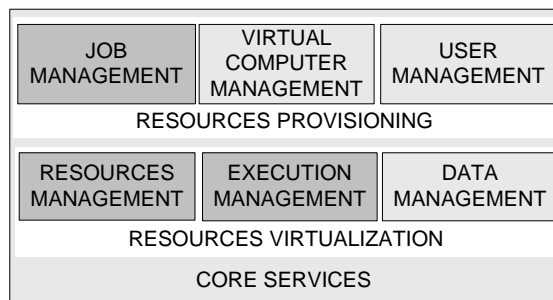 JOB
MANAGEMENT
VIRTUAL
COMPUTER
MANAGEMENT
USER
MANAGEMENT
RESOURCES PROVISIONING
RESOURCES
MANAGEMENT
EXECUTION
MANAGEMENT
DATA
MANAGEMENT
RESOURCES VIRTUALIZATION
CORE SERVICES